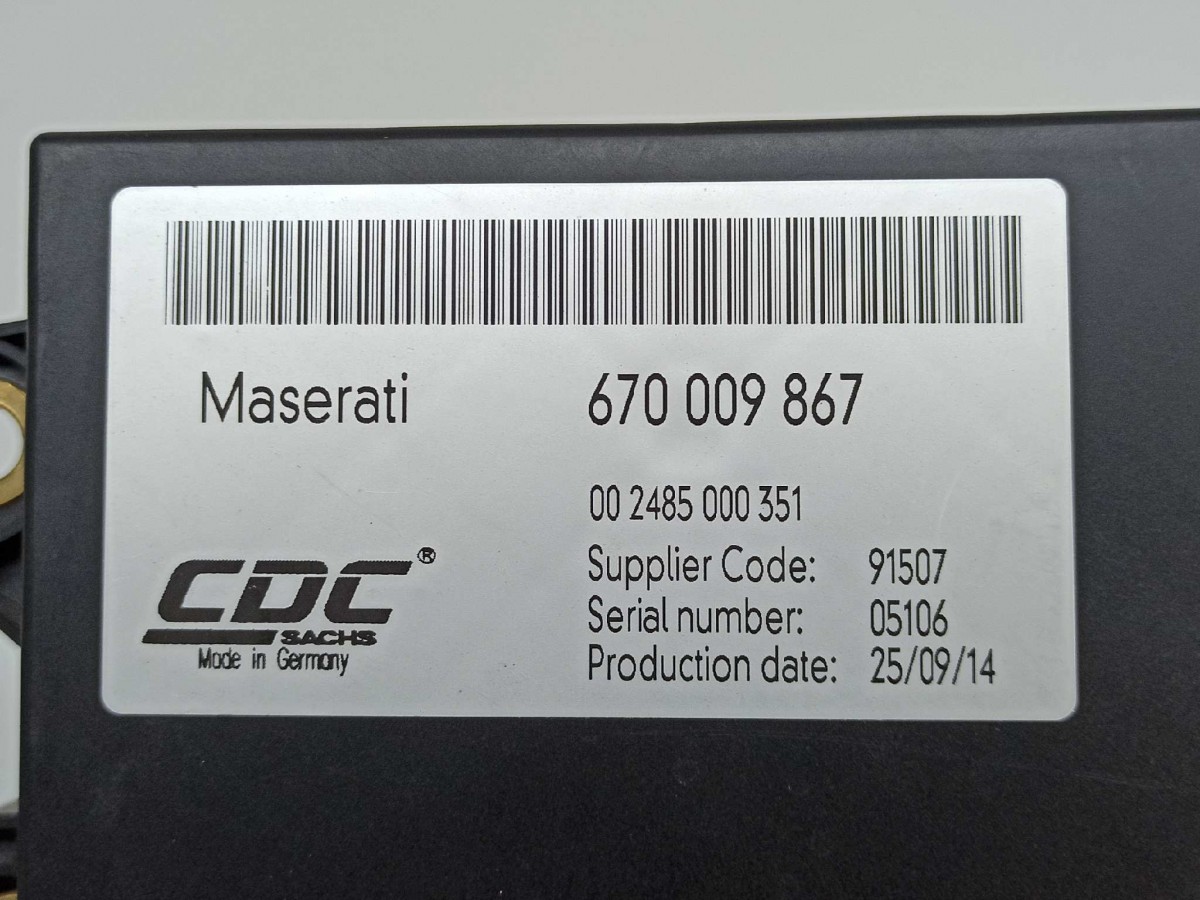 Maserati 670 009 867
00 2485 000 351
Supplier Code: 91507
Serial number: 05106
Production date: 25/09/14
CDC®
SACHS
Made in Germany